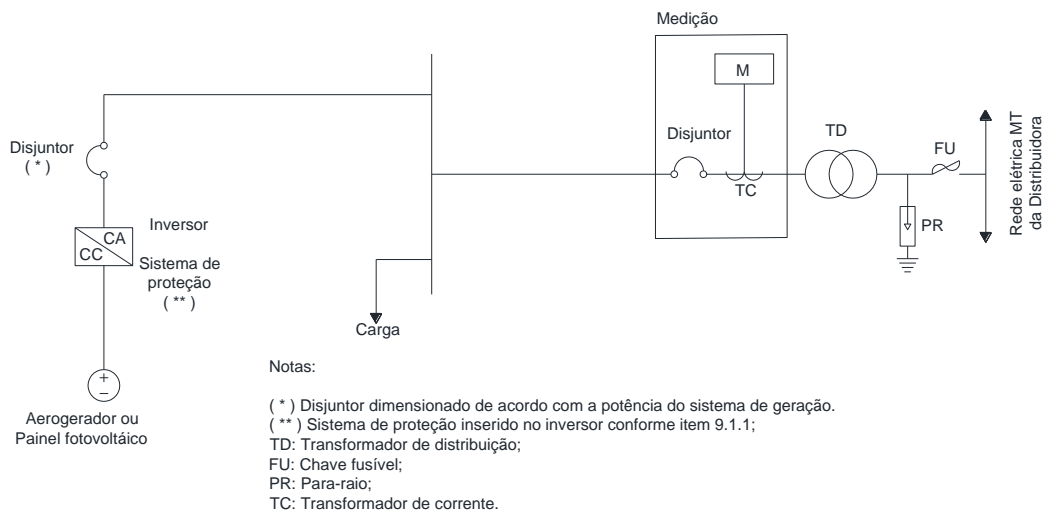 Medição
M
Disjuntor
TC
TD
FU
PR
Rede elétrica MT
da Distribuidora
Disjuntor
( * )
Inversor
CA
CC
Sistema de
proteção
( ** )
Carga
+
−
Aerogerador ou
Painel fotovoltáico
Notas:
( * ) Disjuntor dimensionado de acordo com a potência do sistema de geração.
( ** ) Sistema de proteção inserido no inversor conforme item 9.1.1;
TD: Transformador de distribuição;
FU: Chave fusível;
PR: Para-raio;
TC: Transformador de corrente.